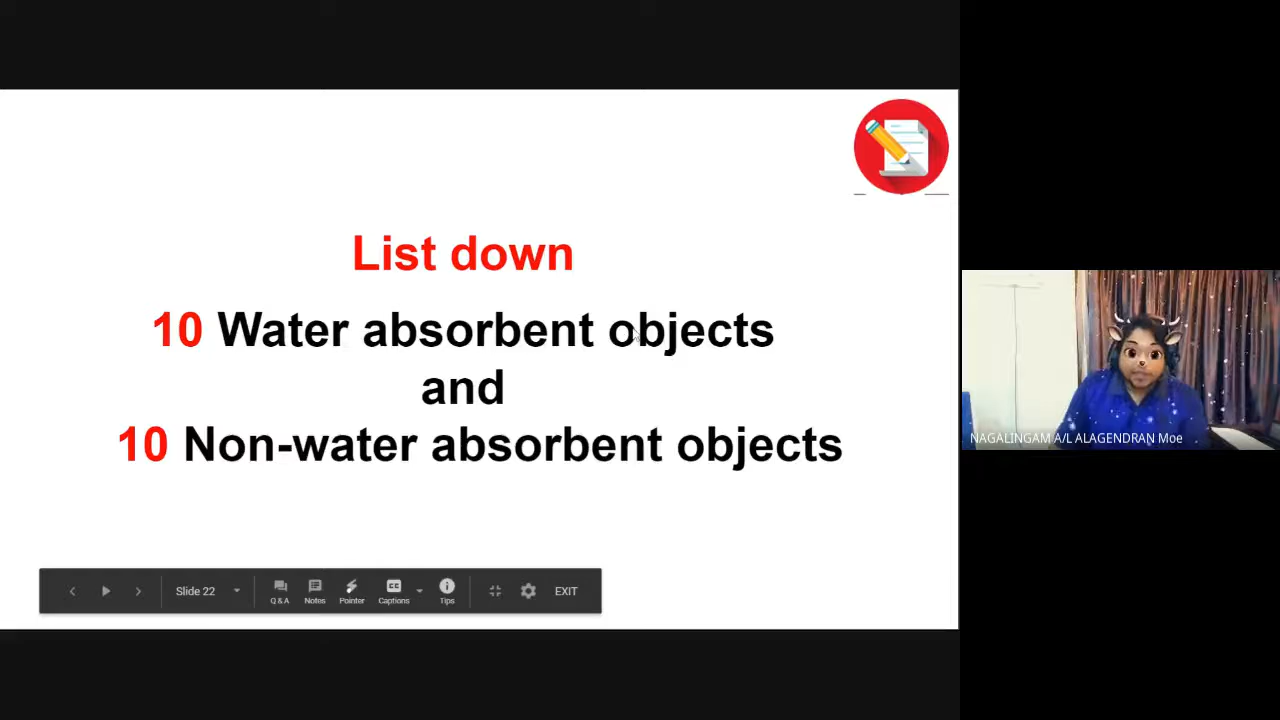 List down
10 Water absorbent objects
and
10 Non-water absorbent objects
Slide 22
Q & A
Notes
Pointer
Captions
Tips
EXIT
CC
NAGALINGAM A/L ALAGENDRAN Moe